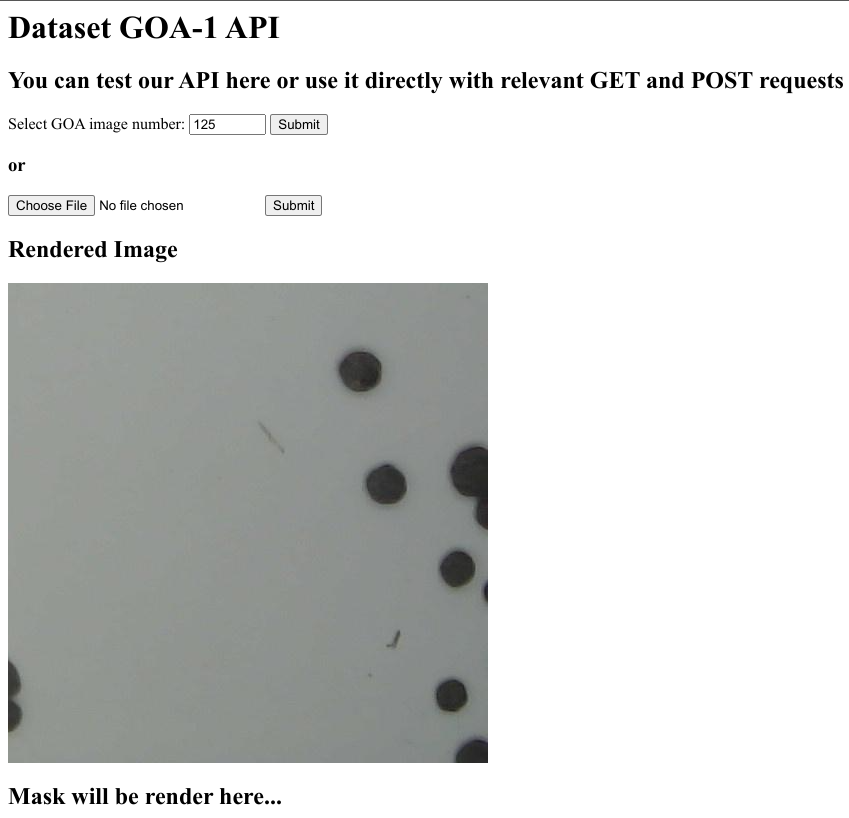 Dataset GOA-1 API
You can test our API here or use it directly with relevant GET and POST requests
Select GOA image number: 125 Submit
or
Choose File No file chosen Submit
Rendered Image
Mask will be render here...